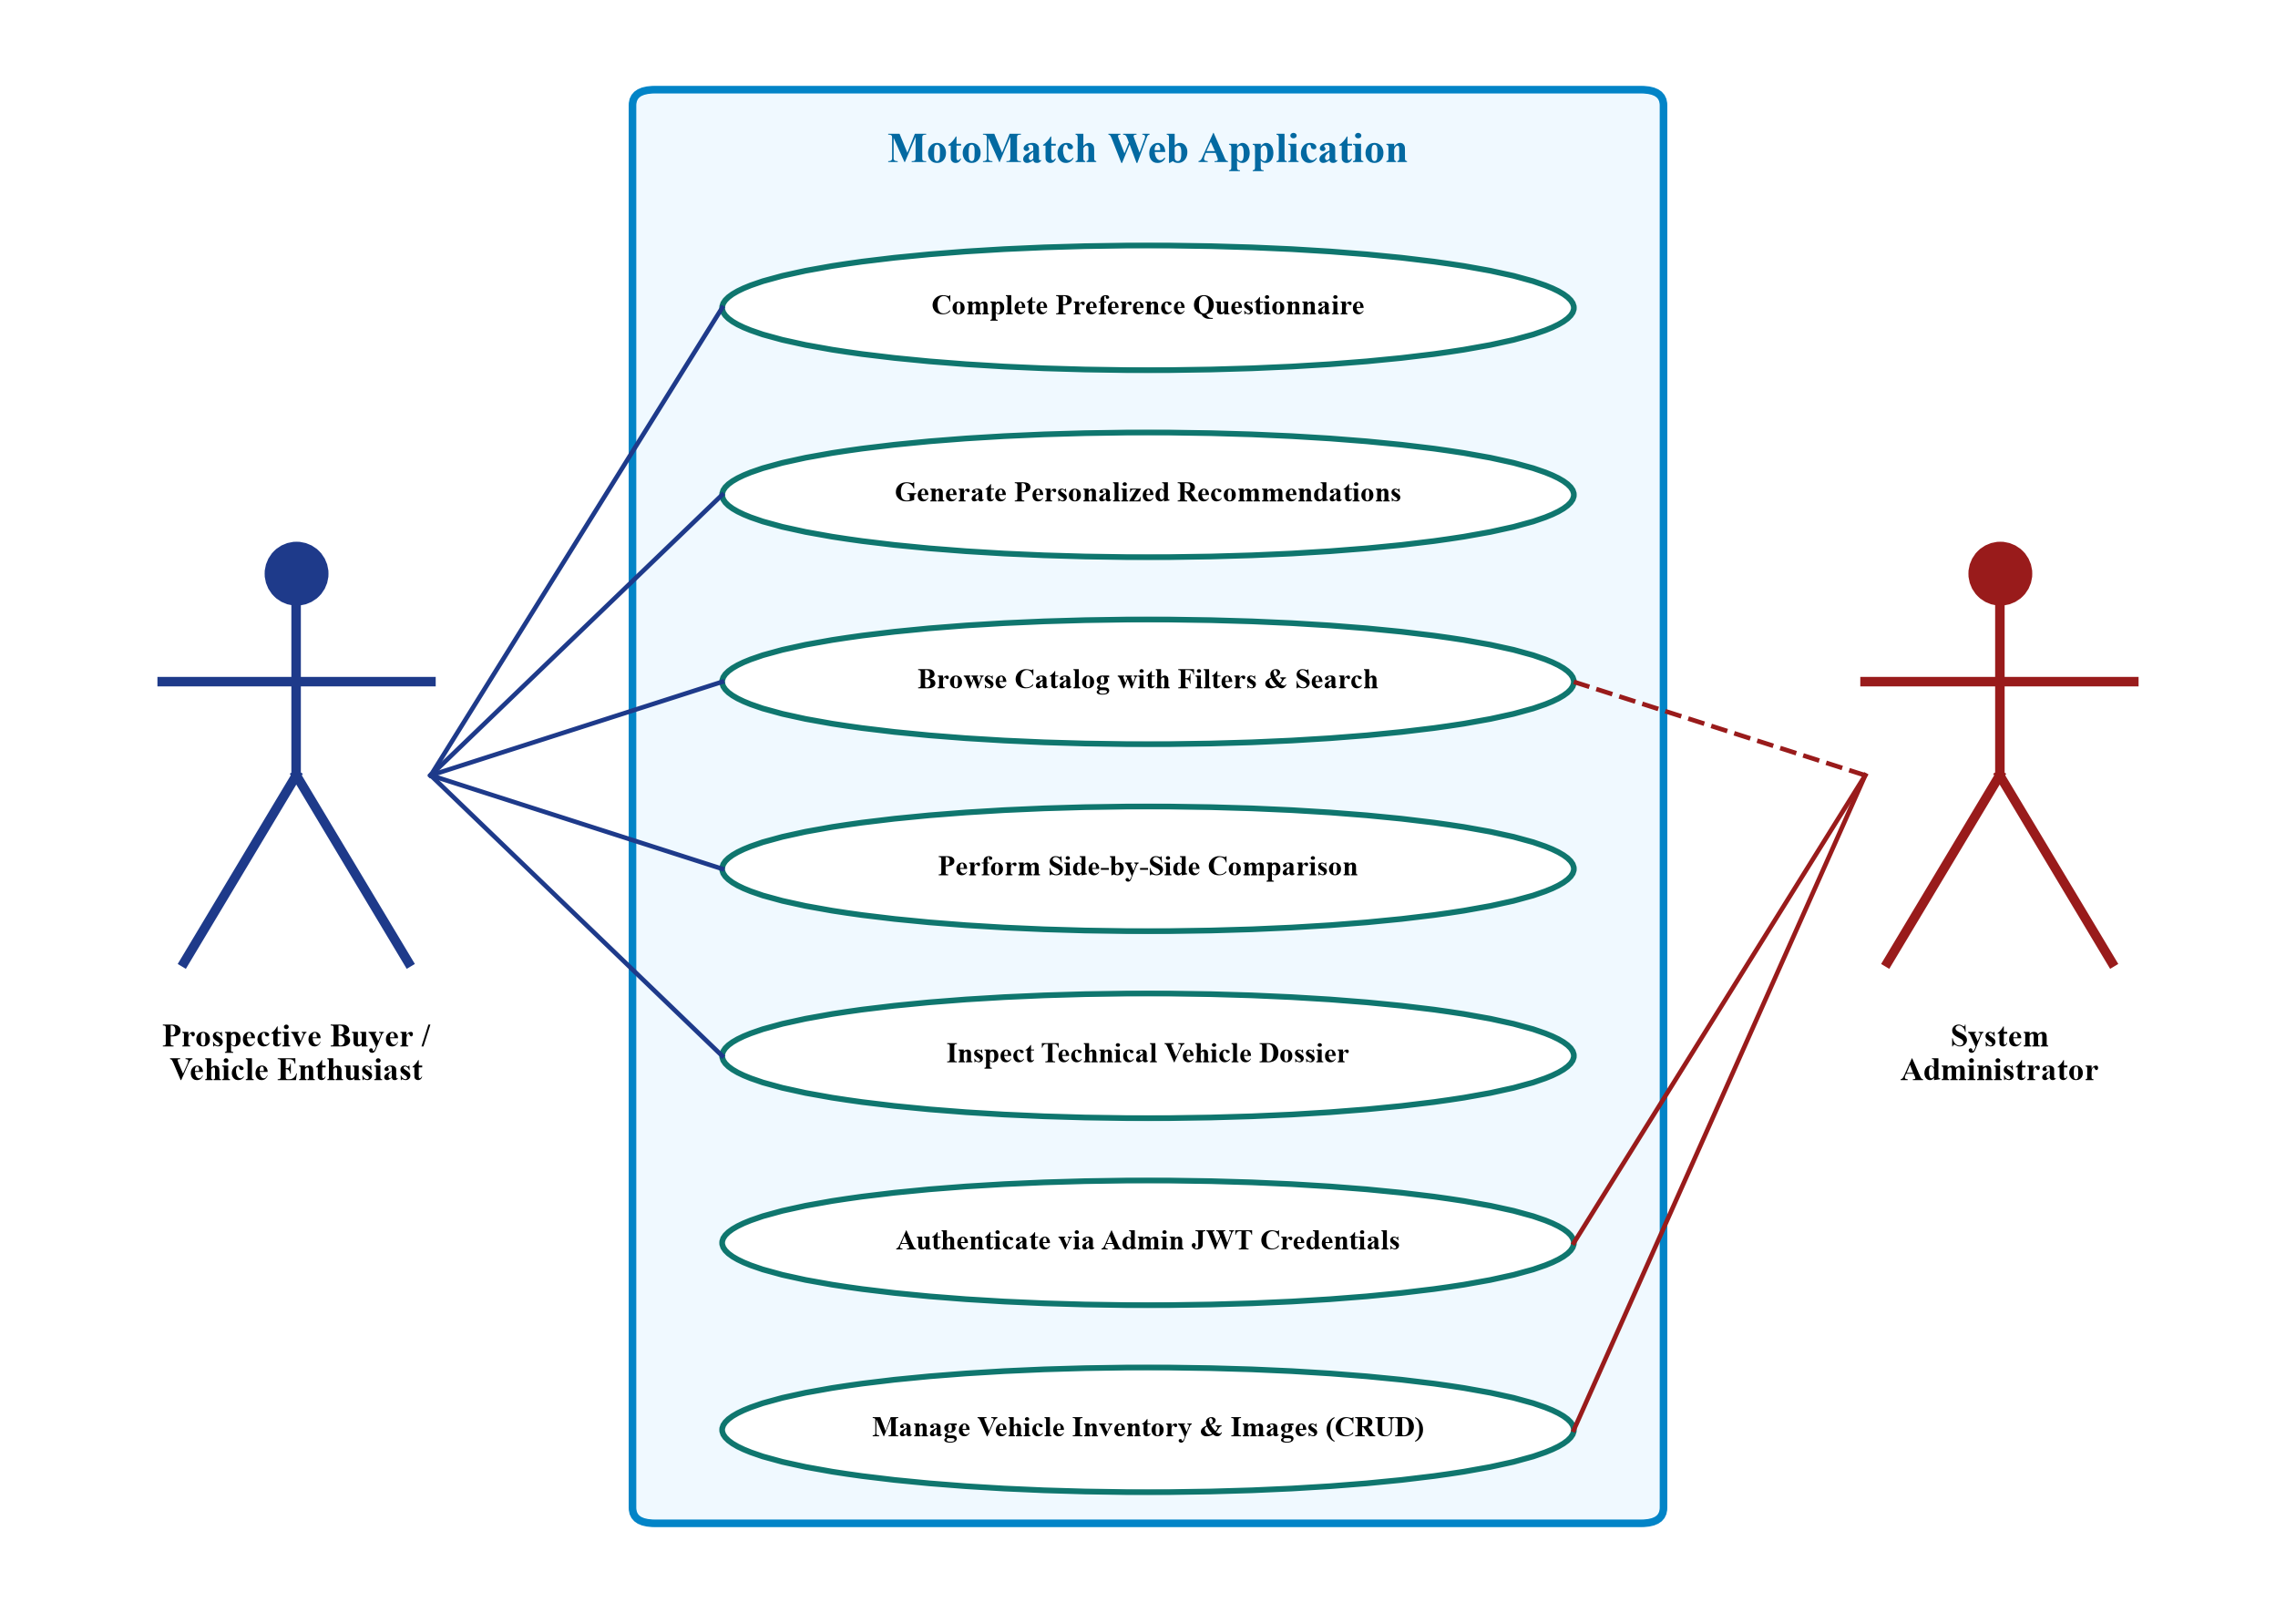 MotoMatch Web Application
Complete Preference Questionnaire
Generate Personalized Recommendations
Browse Catalog with Filters & Search
Perform Side-by-Side Comparison
Inspect Technical Vehicle Dossier
Authenticate via Admin JWT Credentials
Manage Vehicle Inventory & Images (CRUD)
Prospective Buyer /
Vehicle Enthusiast
System
Administrator